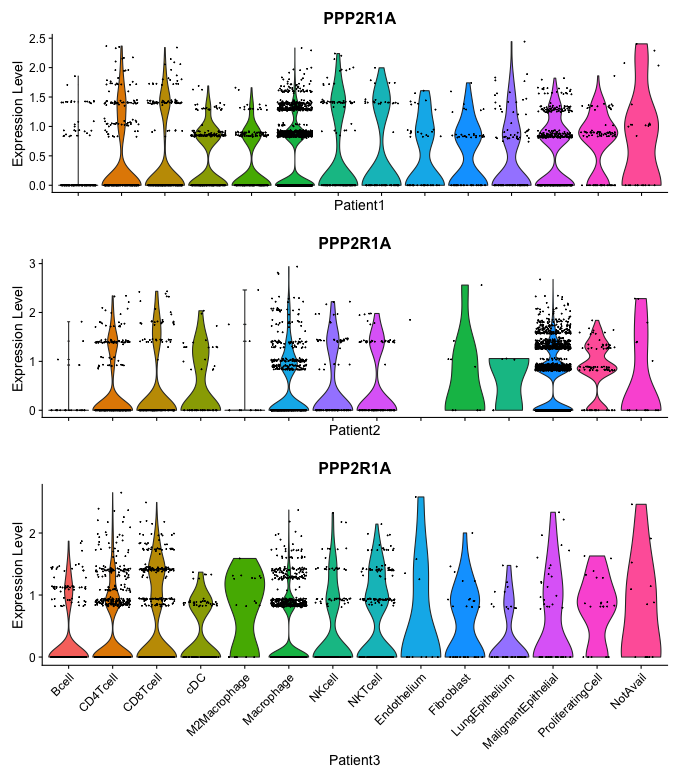 PPP2R1A
Expression Level
2.5
2.0
1.5
1.0
0.5
0.0
Patient1
PPP2R1A
Expression Level
3
2
1
0
Patient2
PPP2R1A
Expression Level
2
1
0
Bcell
CD4Tcell
CD8Tcell
cDC
M2Macrophage
Macrophage
NKcell
NKTcell
Endothelium
Fibroblast
LungEpithelium
MalignantEpithelial
ProliferatingCell
NotAvail
Patient3